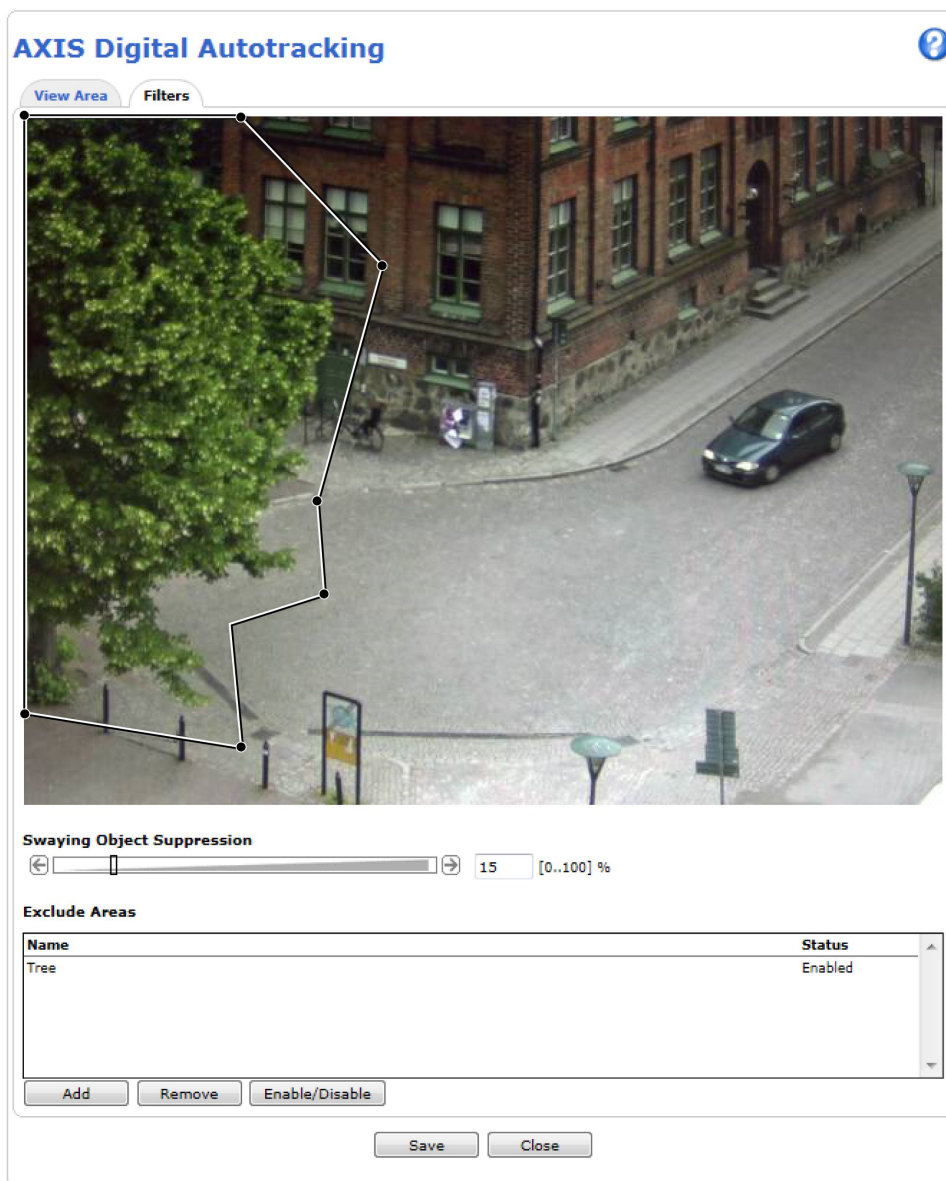 AXIS Digital Autotracking
?
View Area
Filters
Swaying Object Suppression
15 [0..100] %
Exclude Areas
Name Status
Tree Enabled
Add Remove Enable/Disable
Save Close